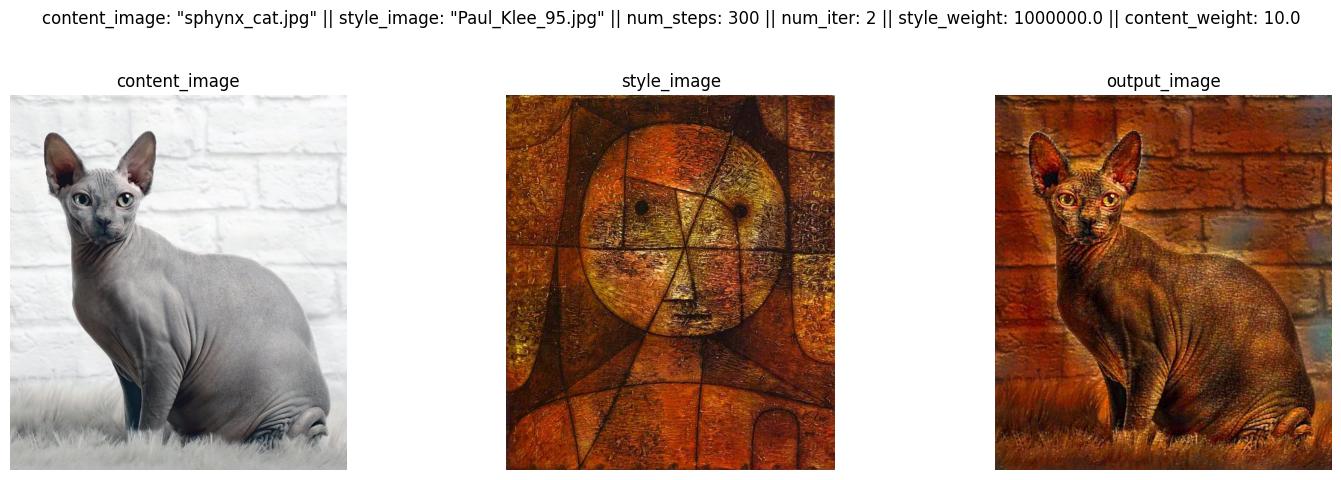 content_image: "sphynx_cat.jpg" || style_image: "Paul_Klee_95.jpg" || num_steps: 300 || num_iter: 2 || style_weight: 1000000.0 || content_weight: 10.0
content_image
style_image
output_image